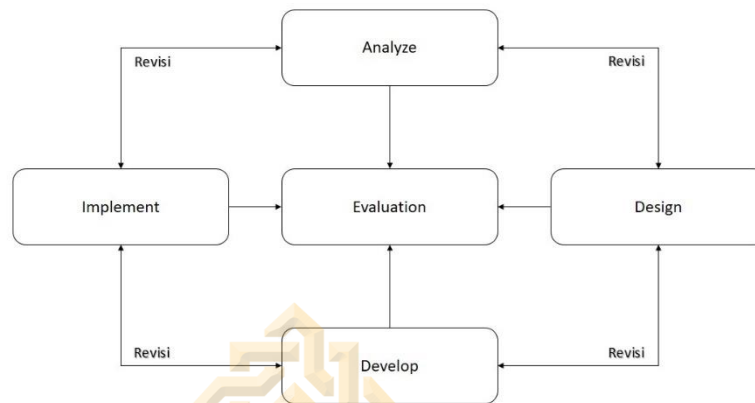 Analyze
Revisi
Revisi
Implement
Evaluation
Design
Revisi
Develop
Revisi